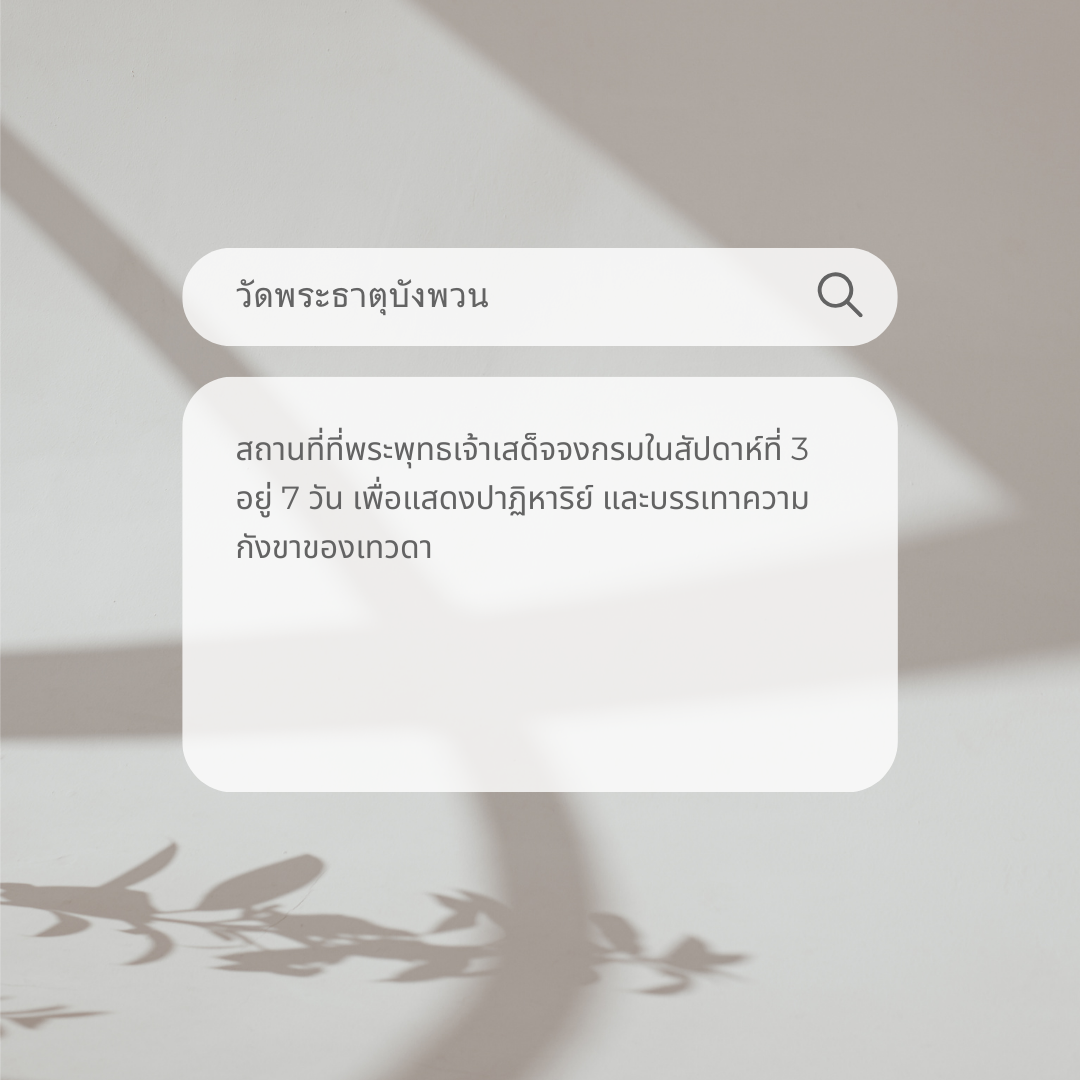 วัดพระธาตุบังพวน
สถานที่ที่พระพุทธเจ้าเสด็จจงกรมในสัปดาห์ที่ 3
อยู่ 7 วัน เพื่อแสดงปาฏิหาริย์ และบรรเทาความ
กังขาของเทวดา